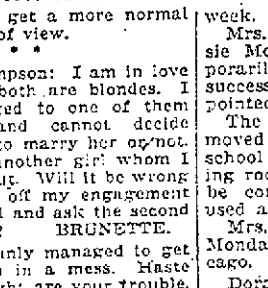 get a more normal
of view.
* *
mpson: I am in love
both are blondes. I
ged to one of them
and cannot decide
to marry her or not.
another girl whom I
Will it be wrong
off my engagement
and ask the second
BRUNETTE.
inly managed to get
in a mess. Haste
are your trouble.
week.
Mrs.
sie Mo
poraril
success
pointed
The
moved
school
ing roo
be co
used a
Mrs.
Monda
cago.
Dora